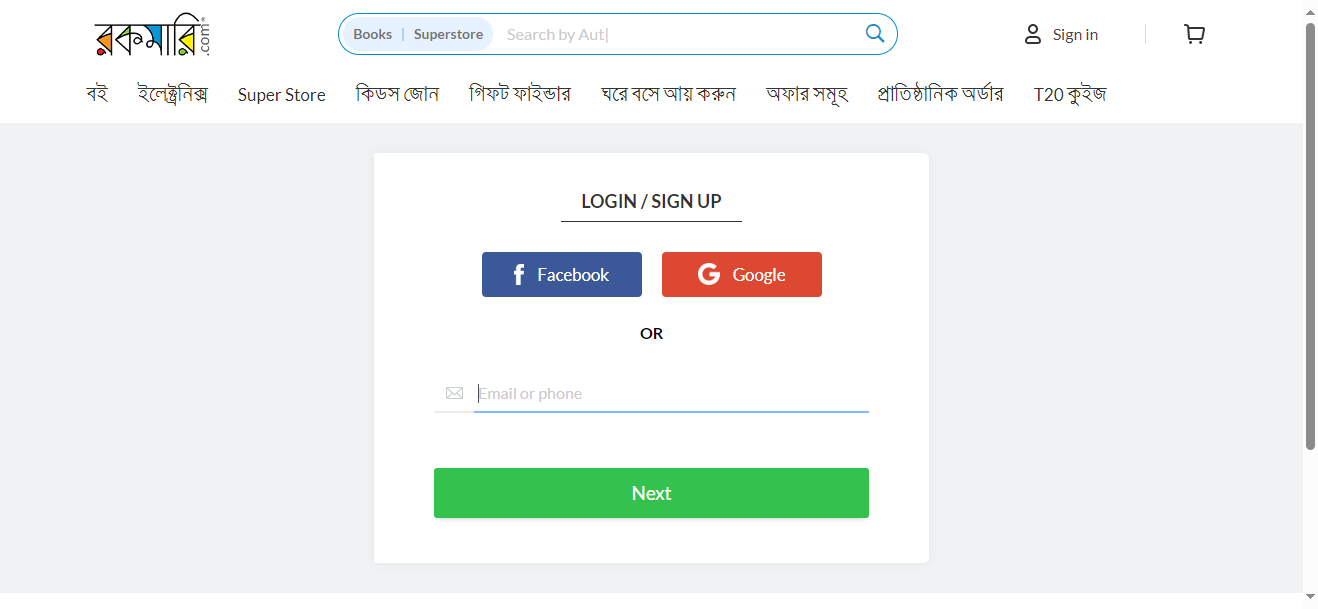 রকমারি.com®
Books | Superstore Search by Aut|
Sign in
বই ইলেক্ট্রনিক্স Super Store কিডস জোন গিফট ফাইন্ডার ঘরে বসে আয় করুন অফার সমূহ প্রাতিষ্ঠানিক অর্ডার T20 কুইজ
LOGIN / SIGN UP
Facebook Google
OR
Email or phone
Next